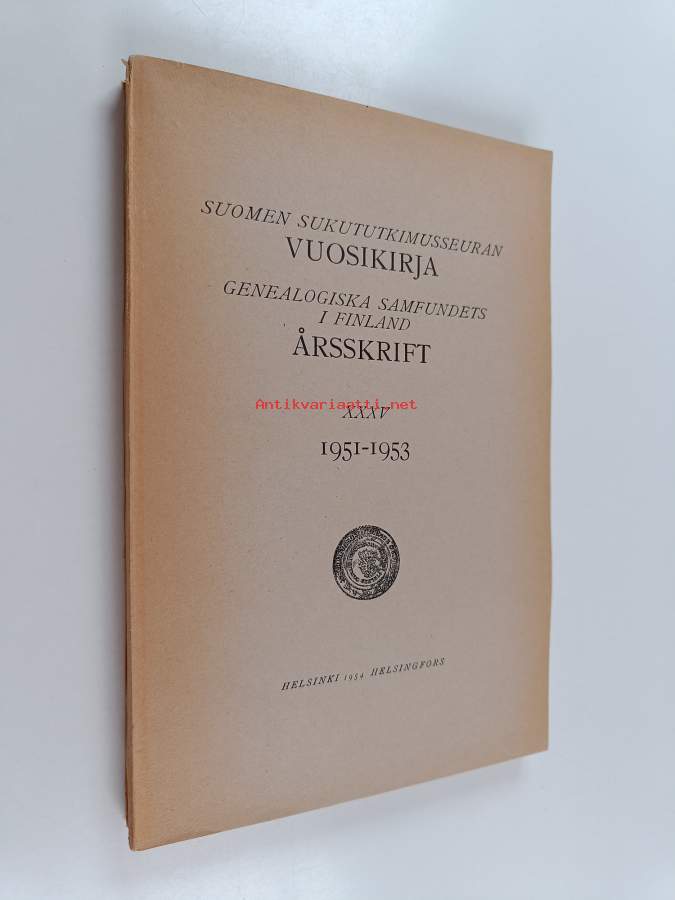 SUOMEN SUKUTUTKIMUSSEURAN
VUOSIKIRJA
GENEALOGISKA SAMFUNDETS
I FINLAND
ÅRSSKRIFT
Antikvariaatti.net
XXXV
1951-1953
HELSINKI 1954 HELSINGFORS